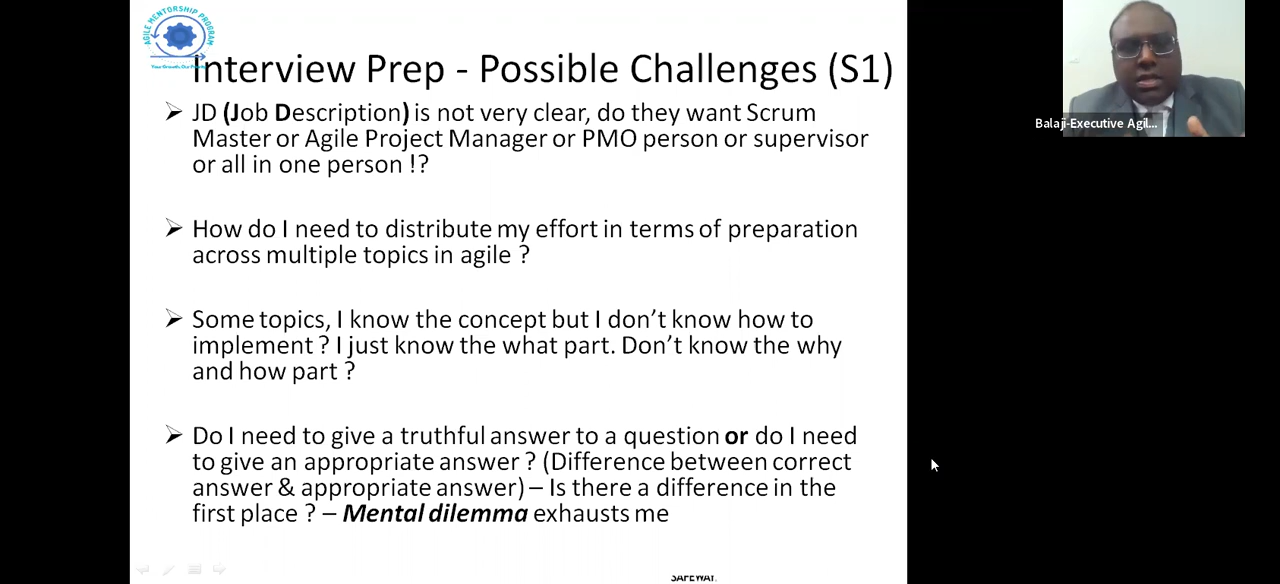 AGILE MENTORSHIP PROGRAM
Interview Prep - Possible Challenges (S1)
JD (Job Description) is not very clear, do they want Scrum
Master or Agile Project Manager or PMO person or supervisor
or all in one person !?
How do I need to distribute my effort in terms of preparation
across multiple topics in agile ?
Some topics, I know the concept but I don’t know how to
implement ? I just know the what part. Don’t know the why
and how part ?
Do I need to give a truthful answer to a question or do I need
to give an appropriate answer ? (Difference between correct
answer & appropriate answer) – Is there a difference in the
first place ? – Mental dilemma exhausts me
Balaji-Executive Agil...